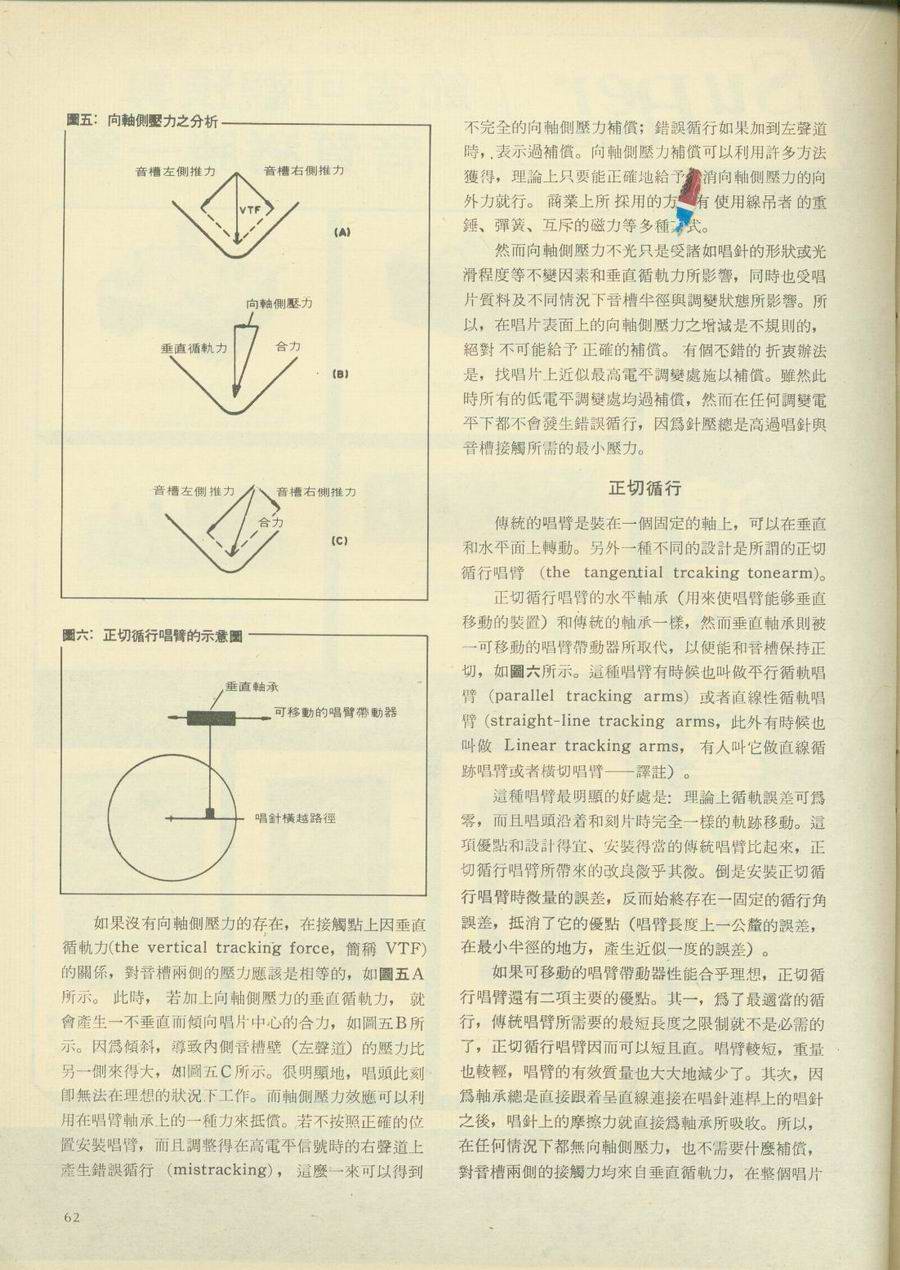 圖五：向軸側壓力之分析
音槽左側推力
音槽右側推力
VTF
(A)
向軸側壓力
垂直循軌力
合力
(B)
音槽左側推力
音槽右側推力
合力
(C)
圖六：正切循行唱臂的示意圖
垂直軸承
可移動的唱臂帶動器
唱針橫越路徑
如果沒有向軸側壓力的存在，在接觸點上因垂直
循軌力(the vertical tracking force，簡稱 VTF)
的關係，對音槽兩側的壓力應該是相等的，如圖五A
所示。 此時， 若加上向軸側壓力的垂直循軌力， 就
會產生一不垂直而傾向唱片中心的合力，如圖五B所
示。因爲傾斜，導致內側音槽壁（左聲道）的壓力比
另一側來得大，如圖五C所示。很明顯地，唱頭此刻
卽無法在理想的狀況下工作。而軸側壓力效應可以利
用在唱臂軸承上的一種力來抵償。若不按照正確的位
置安裝唱臂，而且調整得在高電平信號時的右聲道上
產生錯誤循行 （mistracking）， 這麼一來可以得到
不完全的向軸側壓力補償；錯誤循行如果加到左聲道
時，表示過補償。向軸側壓力補償可以利用許多方法
獲得，理論上只要能正確地給予 消向軸側壓力的向
外力就行。 商業上所 採用的方 有 使用線吊者 的重
錘、彈簧、互斥的磁力等多種 式。
然而向軸側壓力不光只是受諸如唱針的形狀或光
滑程度等不變因素和垂直循軌力所影響，同時也受唱
片質料及不同情況下音槽半徑與調變狀態所影響。所
以，在唱片表面上的向軸側壓力之增減是不規則的，
絕對 不可能給予 正確的補償。 有個不錯的 折衷辦法
是，找唱片上近似最高電平調變處施以補償。雖然此
時所有的低電平調變處均過補償，然而在任何調變電
平下都不會發生錯誤循行，因爲針壓總是高過唱針與
音槽接觸所需的最小壓力。
正切循行
傳統的唱臂是裝在一個固定的軸上，可以在垂直
和水平面上轉動。另外一種不同的設計是所謂的正切
循行唱臂 （the tangential trcaking tonearm)。
正切循行唱臂的水平軸承（用來使唱臂能够垂直
移動的裝置）和傳統的軸承一樣，然而垂直軸承則被
一可移動的唱臂帶動器所取代，以便能和音槽保持正
切，如圖六所示。這種唱臂有時候也叫做平行循軌唱
臂 （parallel tracking arms）或者直線性循軌唱
臂（straight-line tracking arms，此外有時候也
叫做 Linear tracking arms， 有人叫它做直線循
跡唱臂或者橫切唱臂——譯註）。
這種唱臂最明顯的好處是：理論上循軌誤差可爲
零，而且唱頭沿着和刻片時完全一樣的軌跡移動。這
項優點和設計得宜、安裝得當的傳統唱臂比起來，正
切循行唱臂所帶來的改良微乎其微。倒是安裝正切循
行唱臂時微量的誤差，反而始終存在一固定的循行角
誤差，抵消了它的優點（唱臂長度上一公釐的誤差，
在最小半徑的地方，產生近似一度的誤差）。
如果可移動的唱臂帶動器性能合乎理想，正切循
行唱臂還有二項主要的優點。其一，爲了最適當的循
行，傳統唱臂所需要的最短長度之限制就不是必需的
了，正切循行唱臂因而可以短且直。唱臂較短，重量
也較輕，唱臂的有效質量也大大地減少了。其次，因
爲軸承總是直接跟着呈直線連接在唱針連桿上的唱針
之後，唱針上的摩擦力就直接爲軸承所吸收。所以，
在任何情況下都無向軸側壓力，也不需要什麼補償，
對音槽兩側的接觸力均來自垂直循軌力，在整個唱片
62